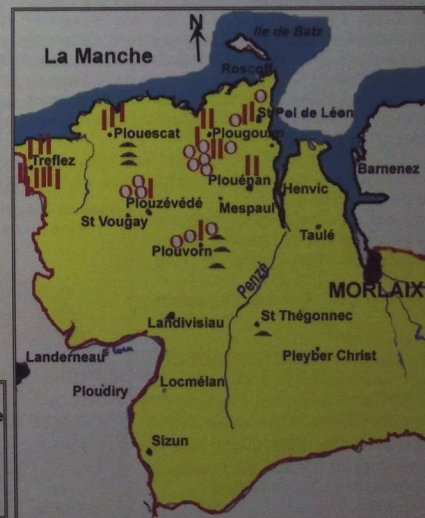 N
Ile de Batz
La Manche
Roscoff
St Pol de Léon
Plouescat
Plougoulm
Treflez
Barnenez
Plouénan
Henvic
Plouzévédé
Mespaul
St Vougay
Taulé
Plouvorn
Penzé
MORLAIX
Landivisiau
St Thégonnec
Landerneau
Pleyber Christ
Ploudiry
Locmélan
Sizun